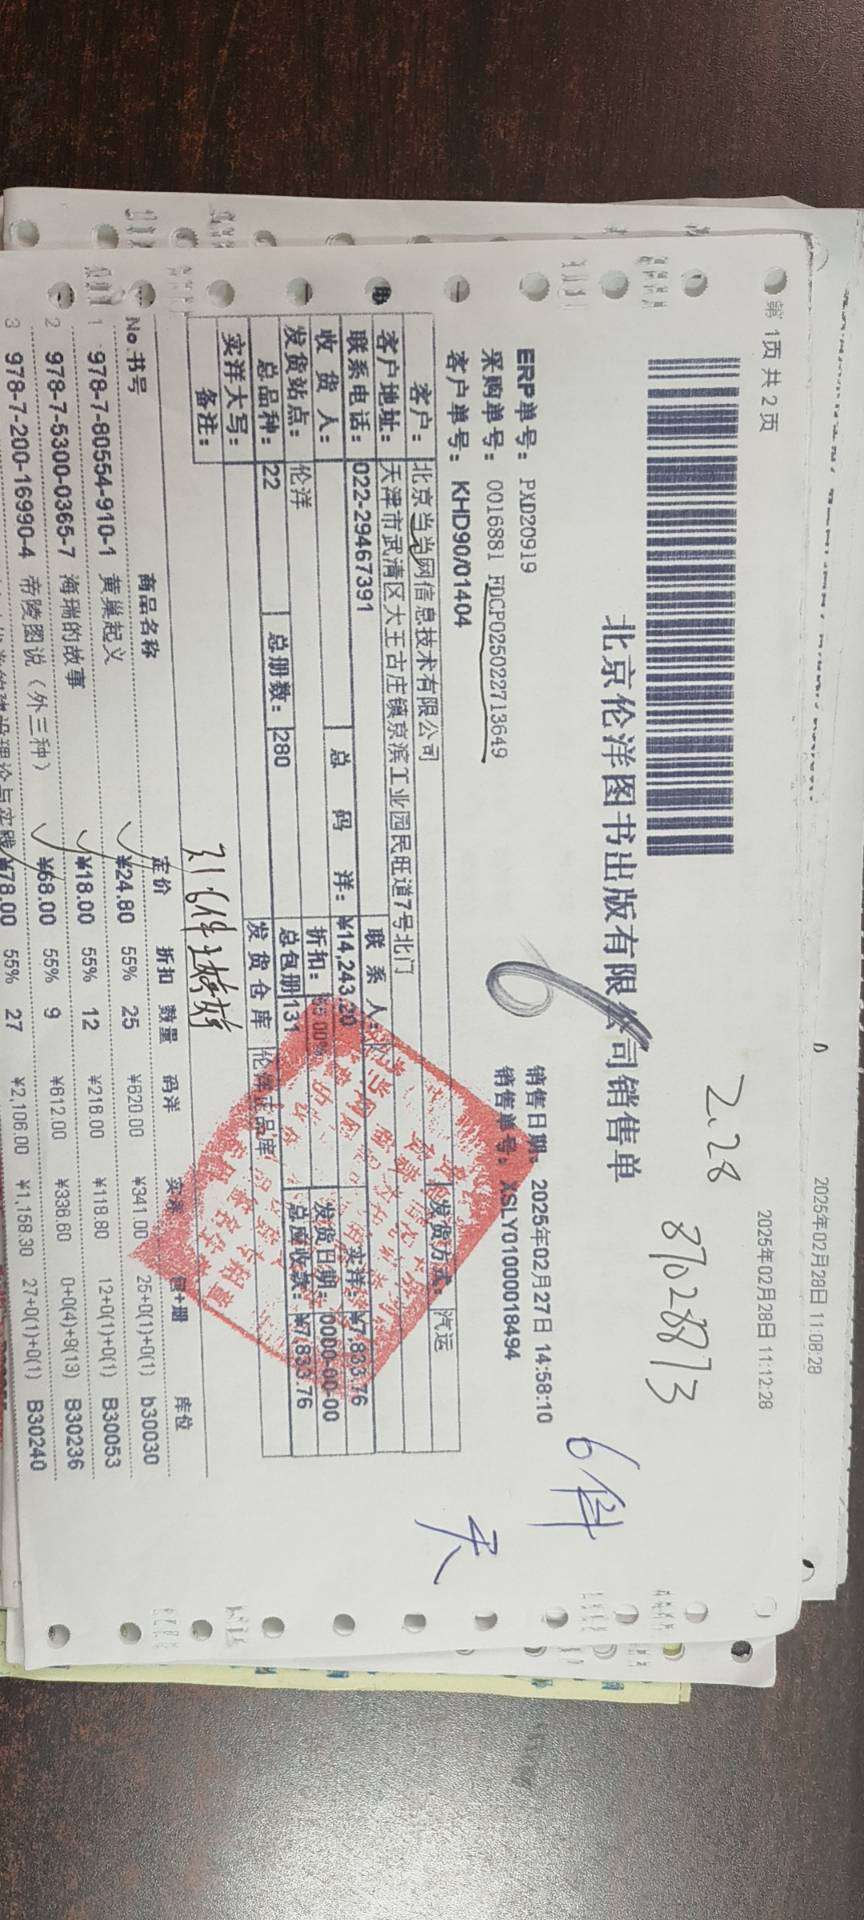 2025年02月28日 11:08:28
第 1页 共 2 页
2025年02月28日 11:12:28
2.28
87028873
北京伦洋图书出版有限公司销售单
6
6件
天
ERP单号： PXD20919
销售日期： 2025年02月27日 14:58:10
采购单号： 0016881 FDCP025022713649
销售单号： XSLY01000018494
客户单号： KHD90/01404
客户： 北京当当网信息技术有限公司 发货方式： 汽运
客户地址： 天津市武清区大王古庄镇京滨工业园民旺道7号北门
联系电话： 022-29467391 联 系 人：
收 货 人： 总 码 洋： ¥14,243.20 实洋： ¥7,833.76
发货站点： 伦洋 折扣： 55.00% 发货日期： 0000-00-00
总品种： 22 总册数： 280 总包册 131 总应收款： ¥7,833.76
实洋大写： 发货仓库
备注：
No. 书号 商品名称 定价 折扣 数量 码洋 实洋 包+册 库位
1 978-7-80554-910-1 黄巢起义 ¥24.80 55% 25 ¥620.00 ¥341.00 25+0(1)+0(1) b30030
2 978-7-5300-0365-7 海瑞的故事 ¥18.00 55% 12 ¥216.00 ¥118.80 12+0(1)+0(1) B30053
3 978-7-200-16990-4 帝陵图说（外三种） ¥68.00 55% 9 ¥612.00 ¥336.60 0+0(4)+9(13) B30236
建设理论与实践 ¥78.00 55% 27 ¥2,106.00 ¥1,158.30 27+0(1)+0(1) B30240